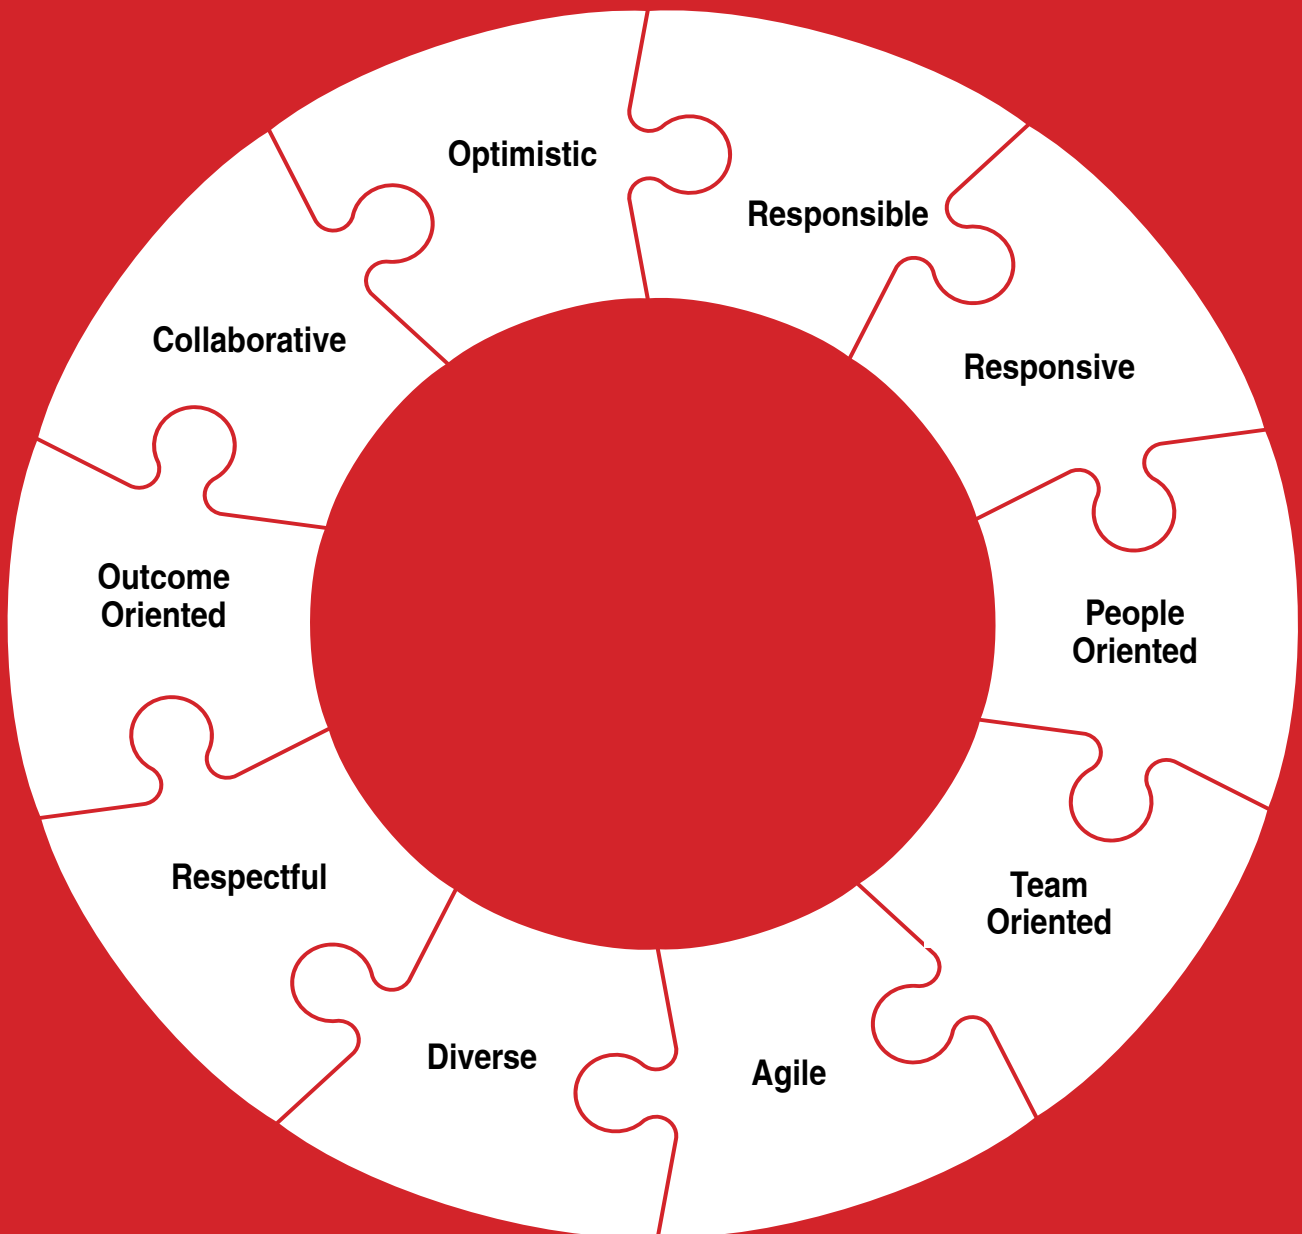 Optimistic
Responsible
Responsive
People
Oriented
Team
Oriented
Agile
Diverse
Respectful
Outcome
Oriented
Collaborative